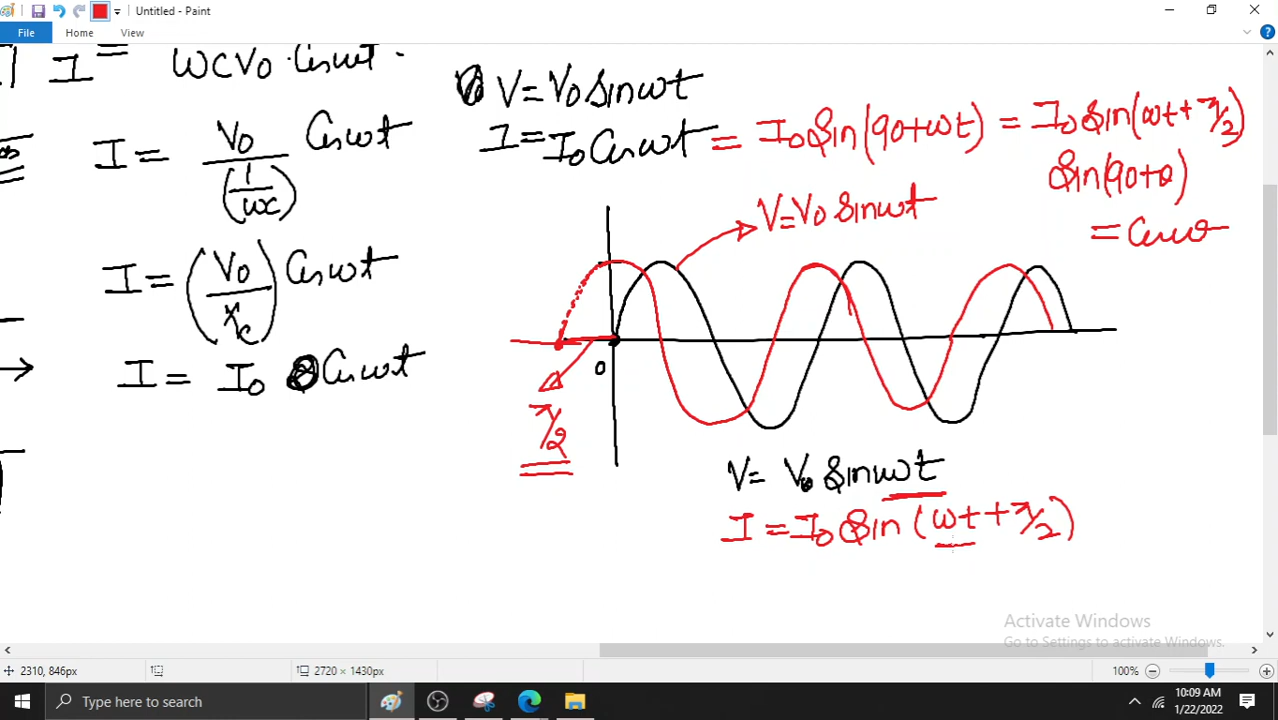 Untitled - Paint
File Home View
I = ωCV₀ · Cosωt .
I = V₀/(1/ωc) Cosωt
I = (V₀/Xc) Cosωt
I = I₀ Cosωt
V = V₀ Sinωt
I = I₀ Cosωt = I₀ Sin(90+ωt) = I₀ Sin(ωt+π/2)
Sin(90+θ)
= Cosθ
V = V₀ Sinωt
0
π/2
V = V₀ Sinωt
I = I₀ Sin(ωt + π/2)
Activate Windows
Go to Settings to activate Windows.
2310, 846px 2720 × 1430px 100%
Type here to search
10:09 AM
1/22/2022